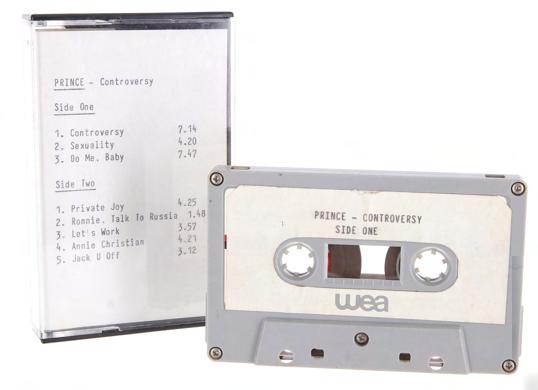 PRINCE - Controversy
Side One
1. Controversy 7.14
2. Sexuality 4.20
3. Do Me, Baby 7.47
Side Two
1. Private Joy 4.25
2. Ronnie, Talk To Russia 1.48
3. Let's Work 3.57
4. Annie Christian 4.21
5. Jack U Off 3.12
PRINCE - CONTROVERSY
SIDE ONE
wea